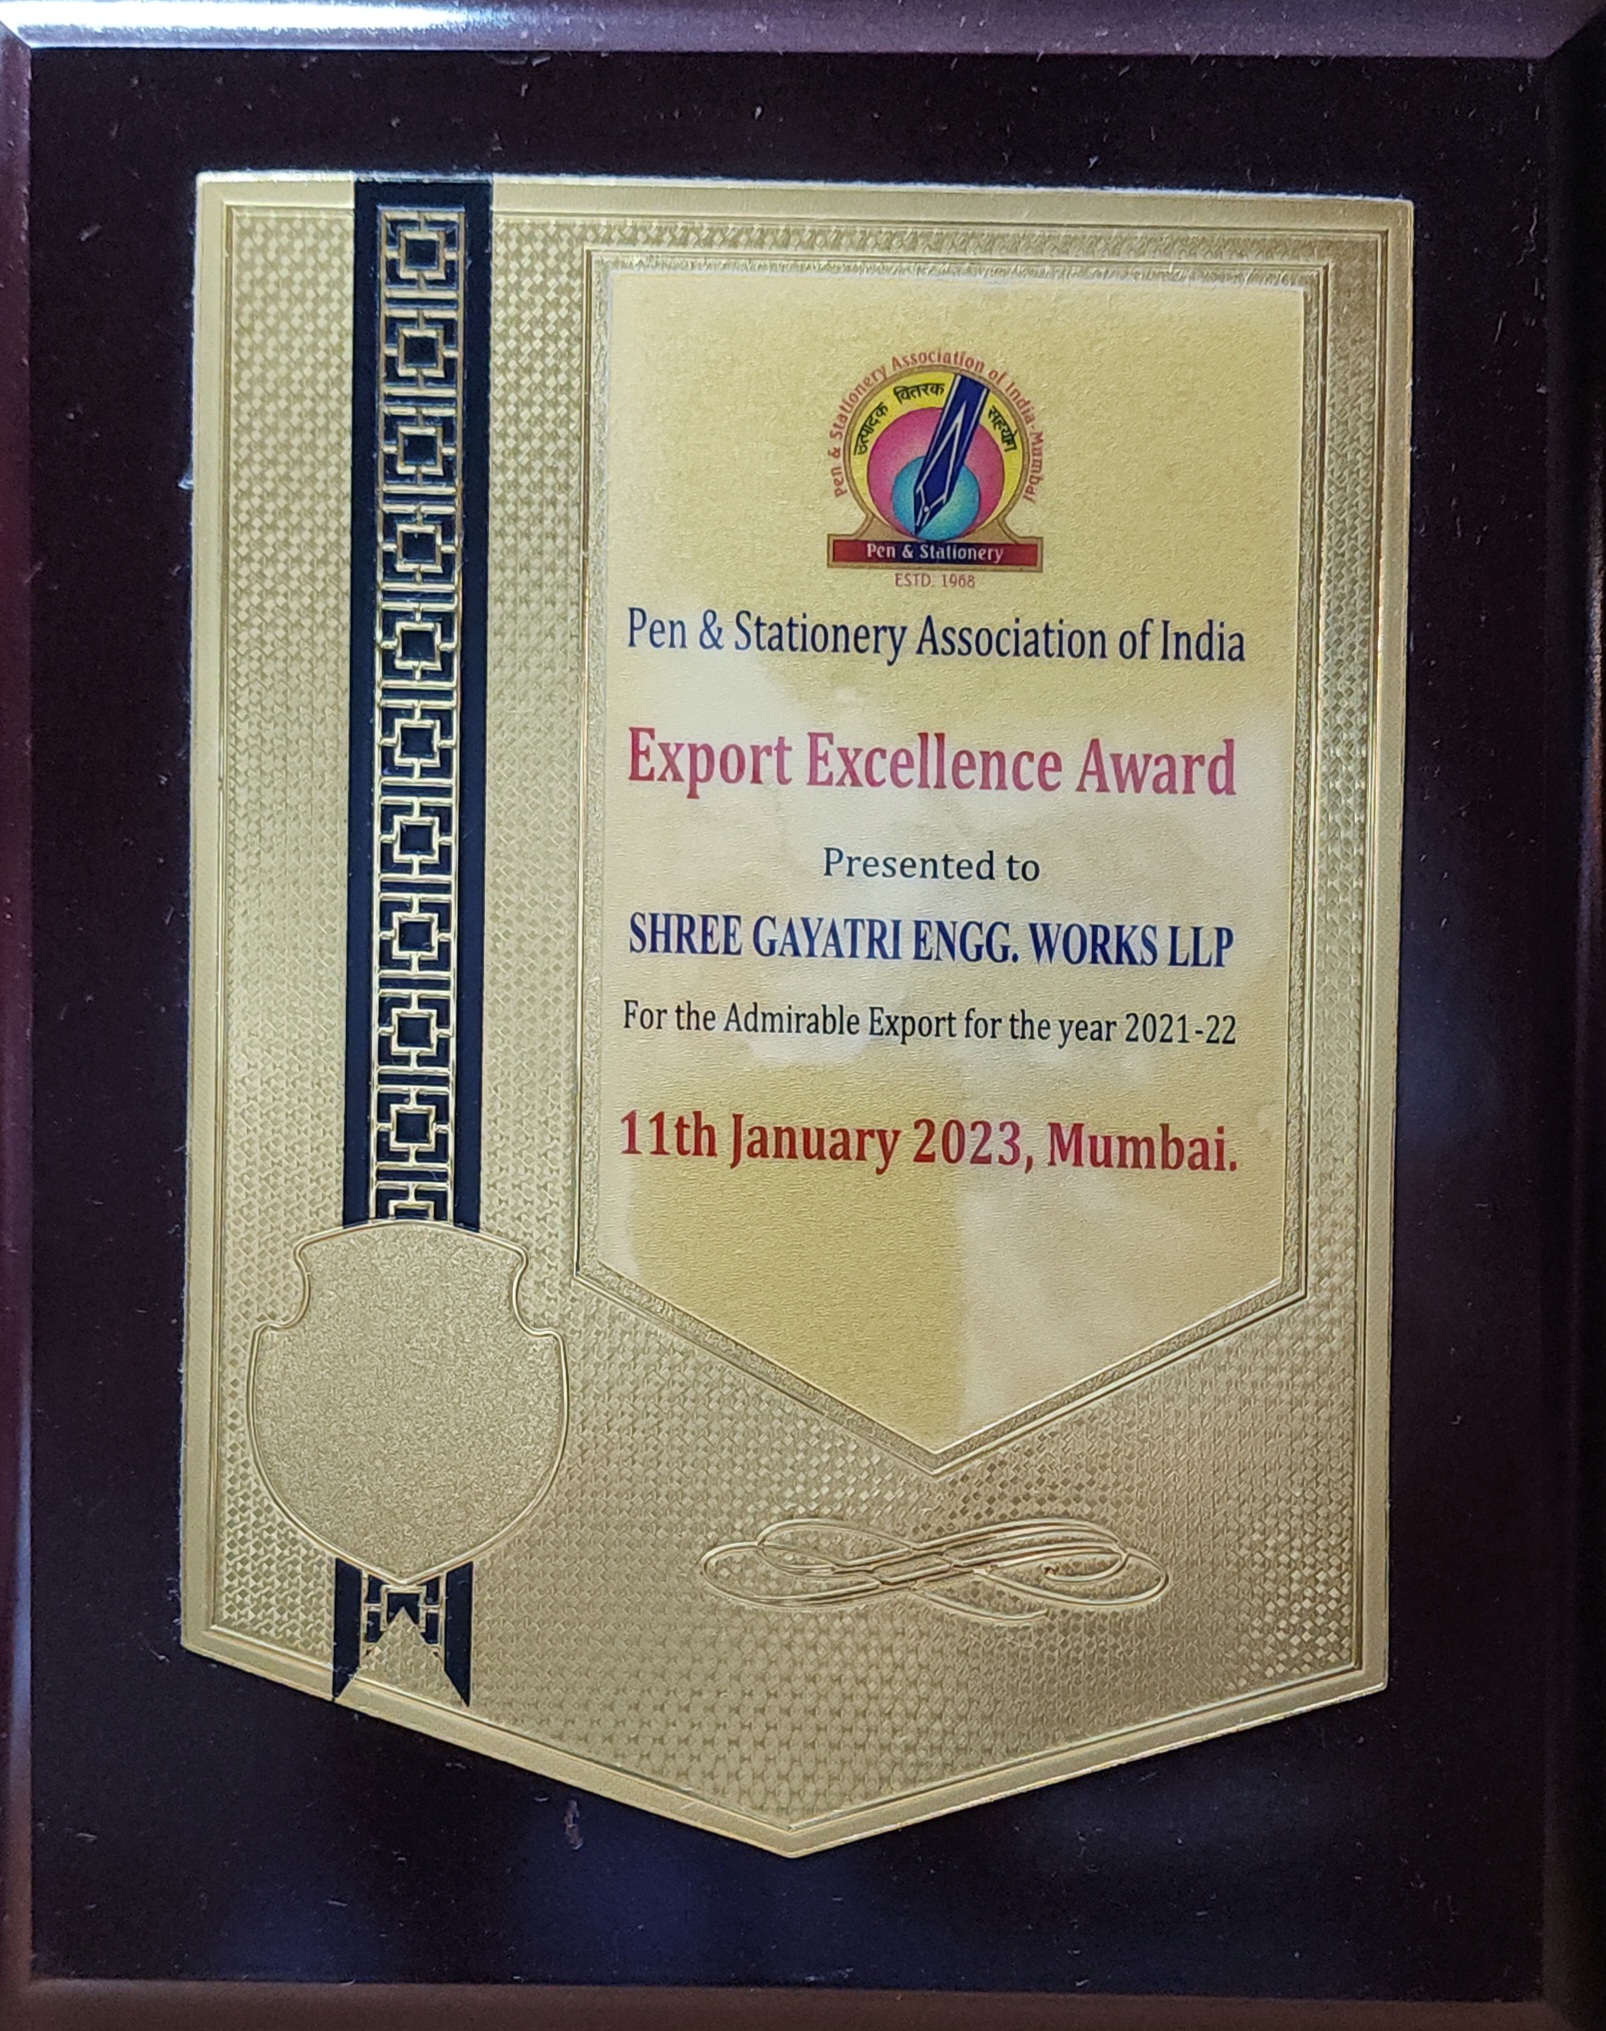 Pen & Stationery Association of India-Mumbai
उत्पादक वितरक सहयोग
Pen & Stationery
ESTD. 1968
Pen & Stationery Association of India
Export Excellence Award
Presented to
SHREE GAYATRI ENGG. WORKS LLP
For the Admirable Export for the year 2021-22
11th January 2023, Mumbai.